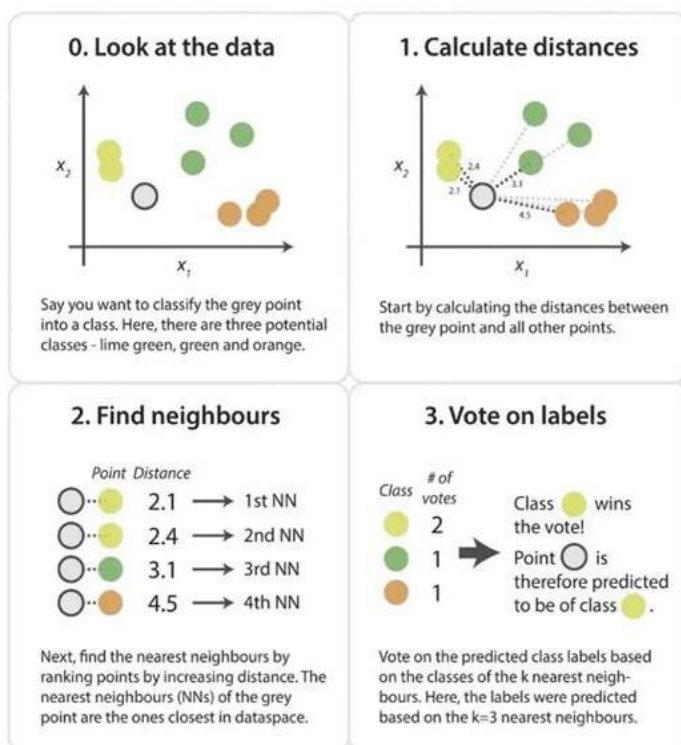 0. Look at the data
X2
X1
Say you want to classify the grey point
into a class. Here, there are three potential
classes - lime green, green and orange.
1. Calculate distances
X2
2.4
2.1
3.1
4.5
X1
Start by calculating the distances between
the grey point and all other points.
2. Find neighbours
Point Distance
2.1 → 1st NN
2.4 → 2nd NN
3.1 → 3rd NN
4.5 → 4th NN
Next, find the nearest neighbours by
ranking points by increasing distance. The
nearest neighbours (NNs) of the grey
point are the ones closest in dataspace.
3. Vote on labels
Class # of
votes
2
1
1
Class wins
the vote!
Point is
therefore predicted
to be of class .
Vote on the predicted class labels based
on the classes of the k nearest neigh-
bours. Here, the labels were predicted
based on the k=3 nearest neighbours.